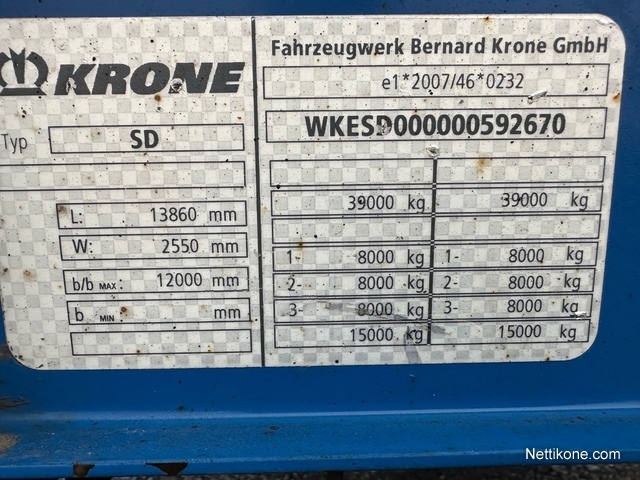 KRONE
Typ SD
L: 13860 mm
W: 2550 mm
b/b MAX: 12000 mm
b MIN: mm
Fahrzeugwerk Bernard Krone GmbH
e1*2007/46*0232
WKESD000000592670
39000 kg 39000 kg
1- 8000 kg 1- 8000 kg
2- 8000 kg 2- 8000 kg
3- 8000 kg 3- 8000 kg
15000 kg 15000 kg
Nettikone.com